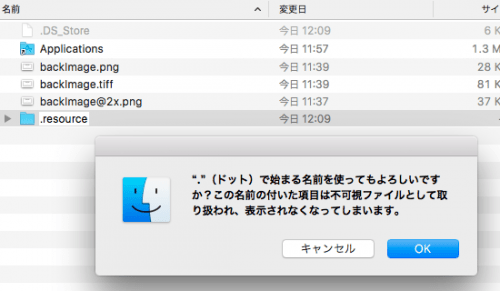 名前 変更日 サイ
.DS_Store 今日 12:09 6 K
Applications 今日 11:57 1.3 M
backImage.png 今日 11:39 28 K
backImage.tiff 今日 11:39 81 K
backImage@2x.png 今日 11:37 37 K
.resource 今日 12:09
“.”（ドット）で始まる名前を使ってもよろしいです
か？この名前の付いた項目は不可視ファイルとして取
り扱われ、表示されなくなってしまいます。
キャンセル OK